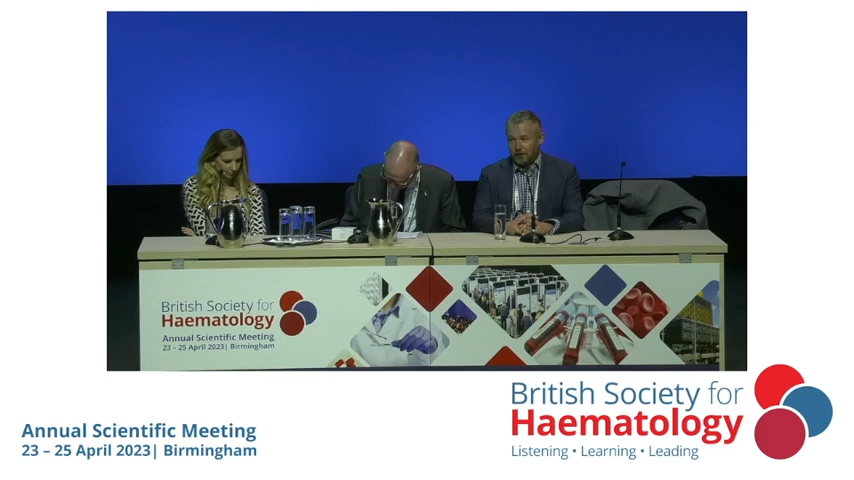 British Society for
Haematology
Annual Scientific Meeting
23 – 25 April 2023| Birmingham
British Society for
Haematology
Listening • Learning • Leading
Annual Scientific Meeting
23 – 25 April 2023| Birmingham